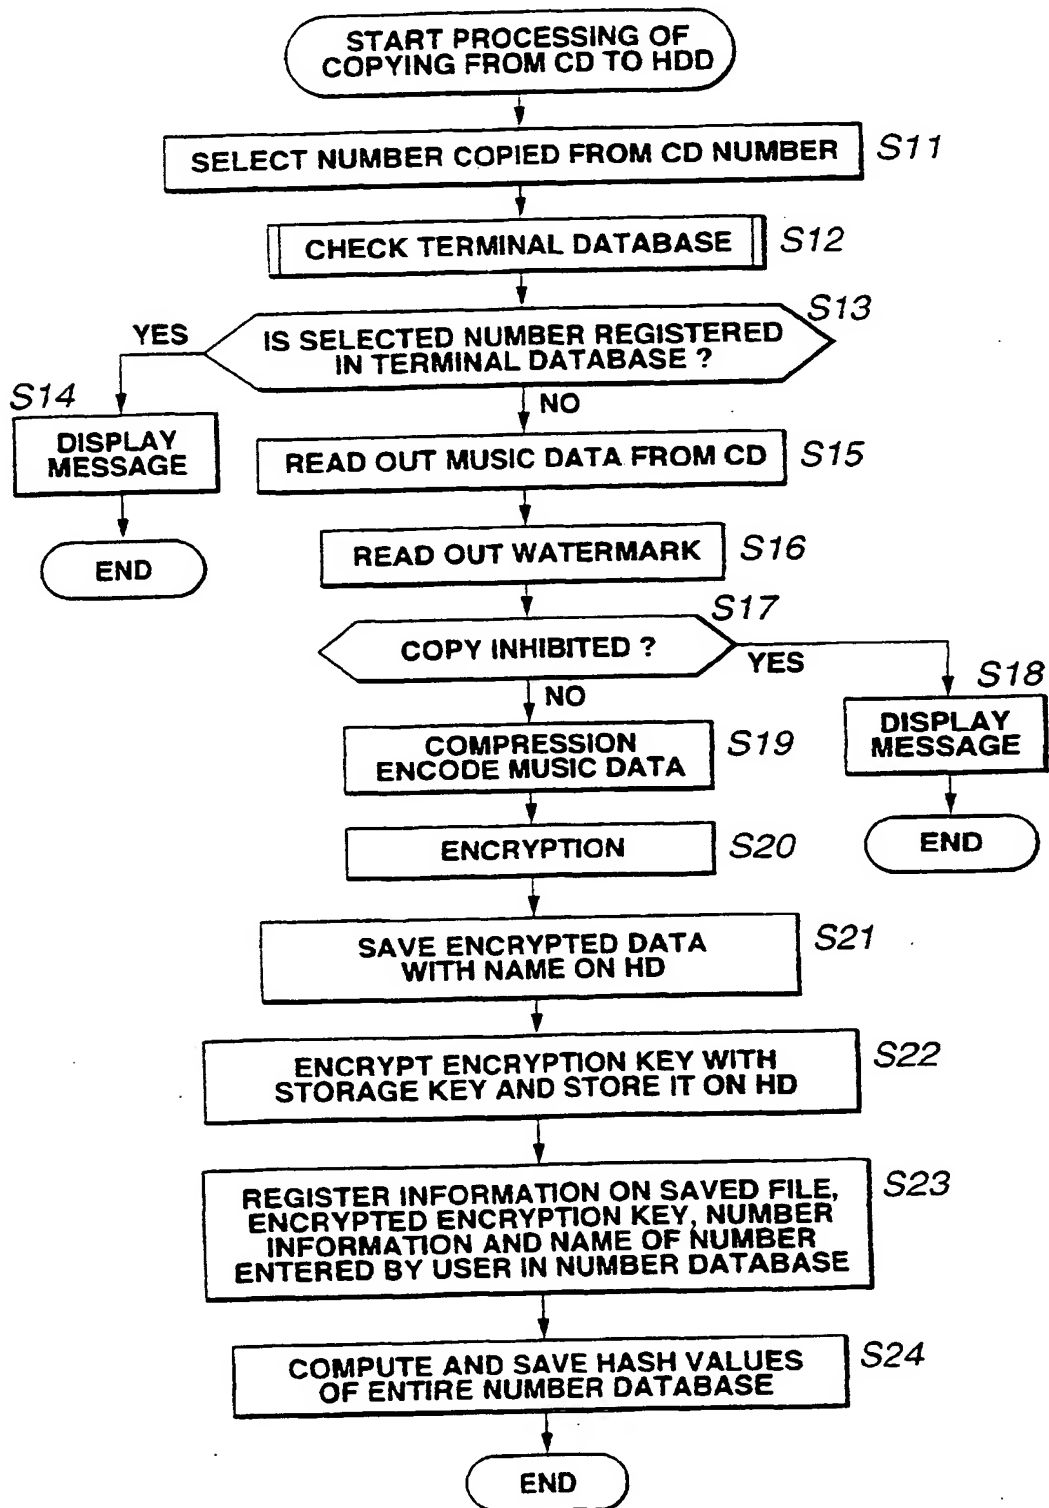 START PROCESSING OF
COPYING FROM CD TO HDD
SELECT NUMBER COPIED FROM CD NUMBER
S11
CHECK TERMINAL DATABASE
S12
S13
YES
IS SELECTED NUMBER REGISTERED
IN TERMINAL DATABASE ?
S14
NO
DISPLAY
MESSAGE
READ OUT MUSIC DATA FROM CD
S15
END
READ OUT WATERMARK
S16
S17
COPY INHIBITED ?
YES
NO
S18
DISPLAY
MESSAGE
COMPRESSION
ENCODE MUSIC DATA
S19
END
ENCRYPTION
S20
SAVE ENCRYPTED DATA
WITH NAME ON HD
S21
ENCRYPT ENCRYPTION KEY WITH
STORAGE KEY AND STORE IT ON HD
S22
REGISTER INFORMATION ON SAVED FILE,
ENCRYPTED ENCRYPTION KEY, NUMBER
INFORMATION AND NAME OF NUMBER
ENTERED BY USER IN NUMBER DATABASE
S23
COMPUTE AND SAVE HASH VALUES
OF ENTIRE NUMBER DATABASE
S24
END